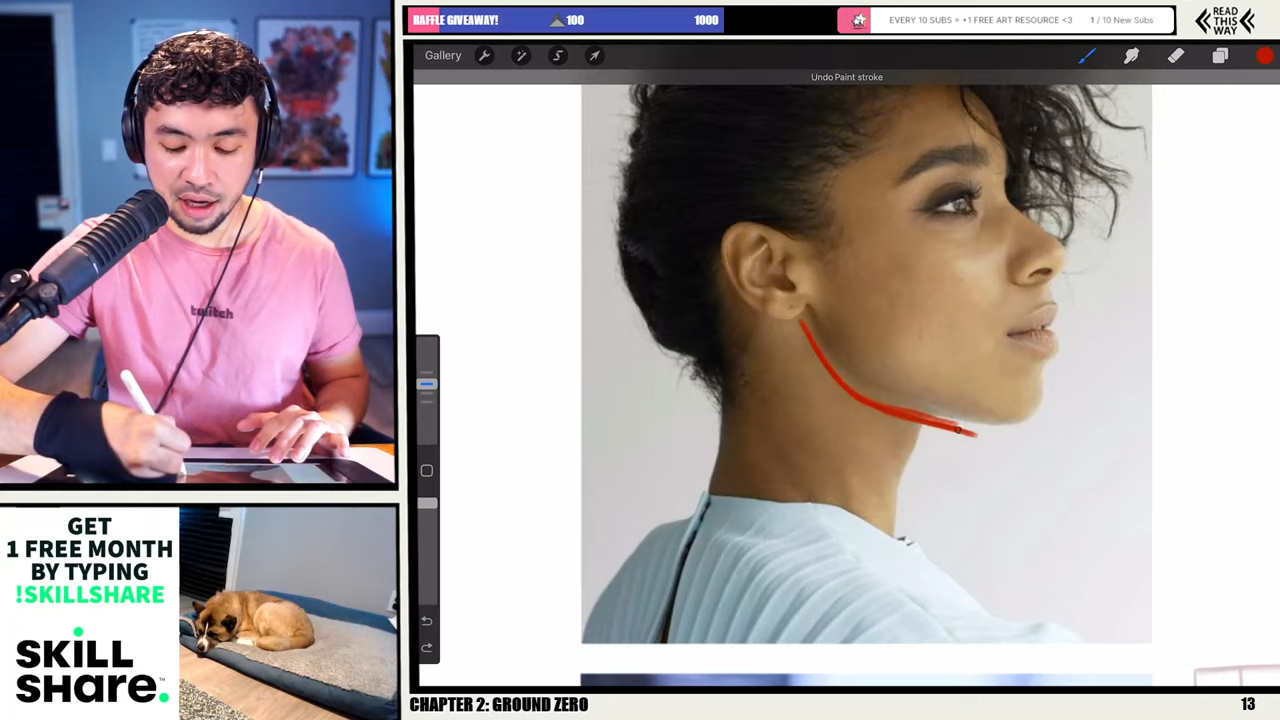 RAFFLE GIVEAWAY!
100
1000
EVERY 10 SUBS = +1 FREE ART RESOURCE <3
1 / 10 New Subs
READ
THIS
WAY
Gallery
Undo Paint stroke
twitch
GET
1 FREE MONTH
BY TYPING
!SKILLSHARE
SKiLL
SHare.
CHAPTER 2: GROUND ZERO
13